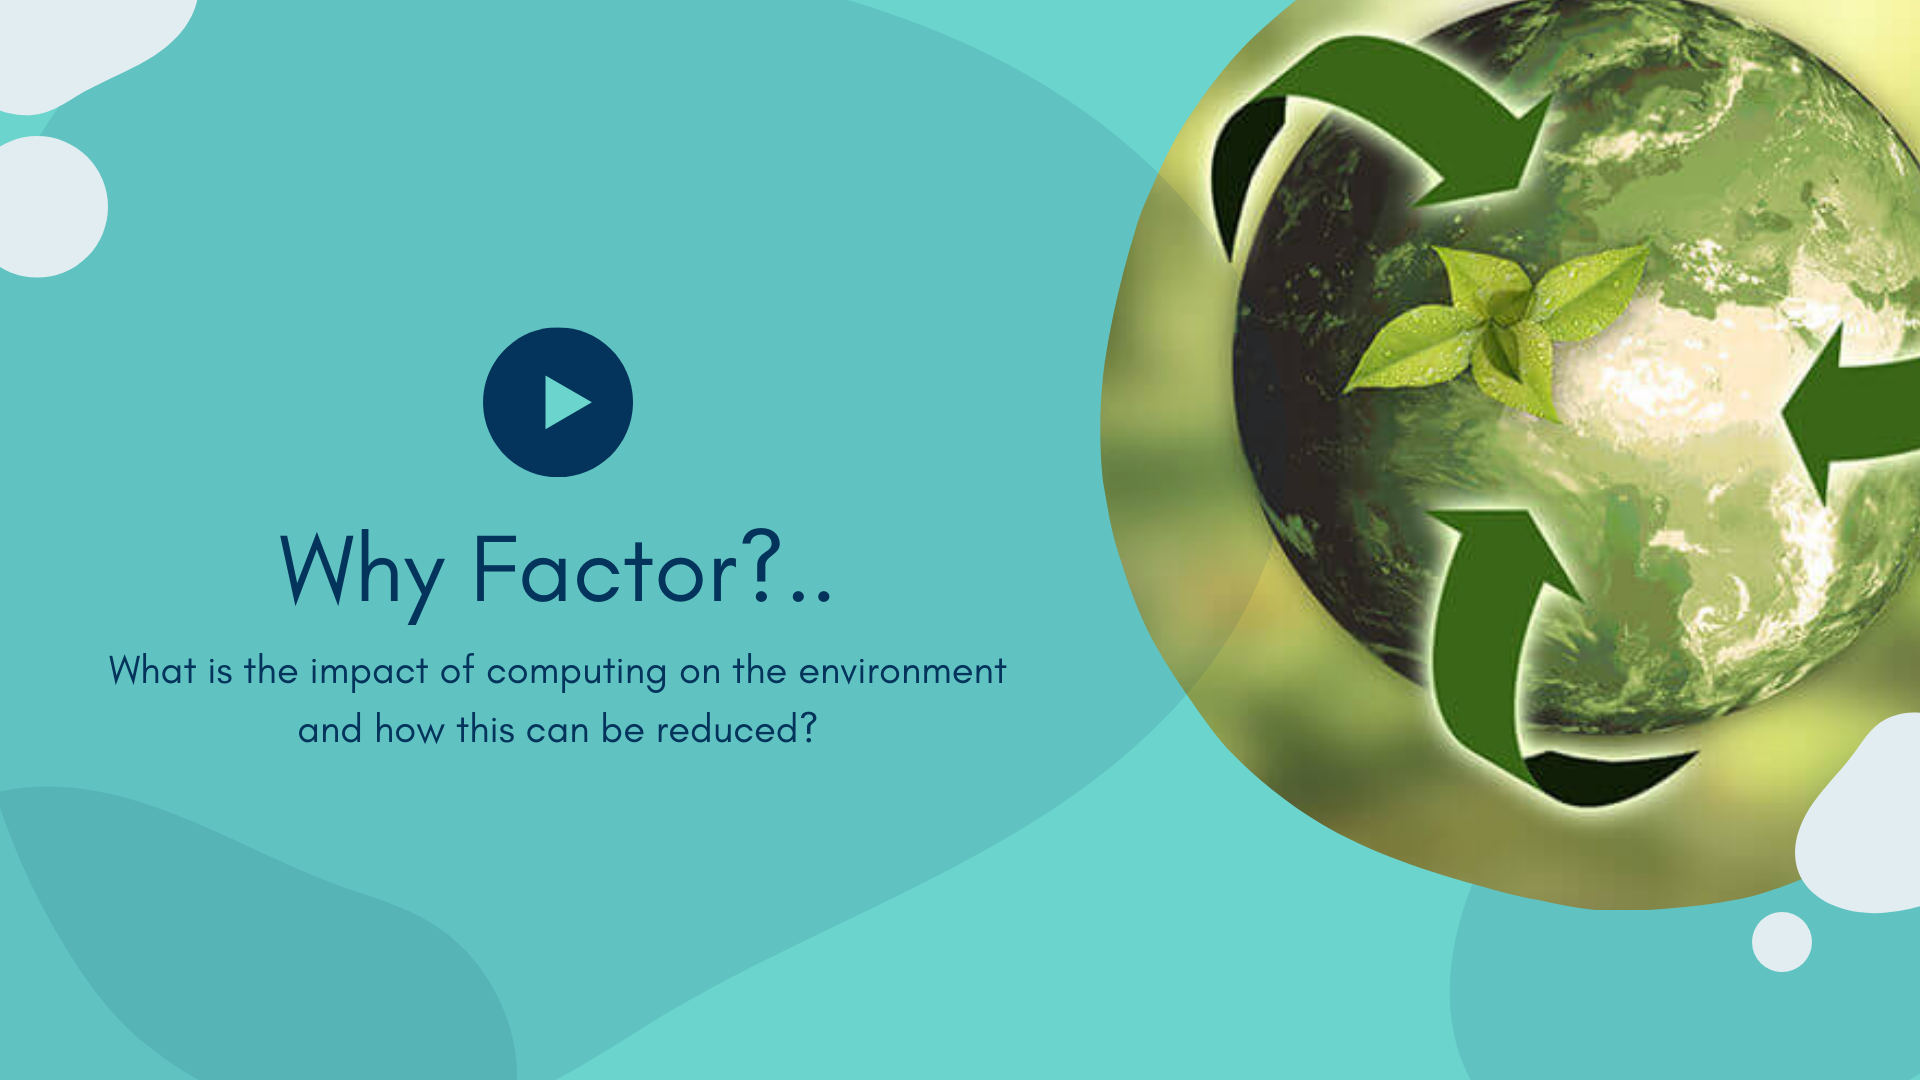 Why Factor?..
What is the impact of computing on the environment
and how this can be reduced?